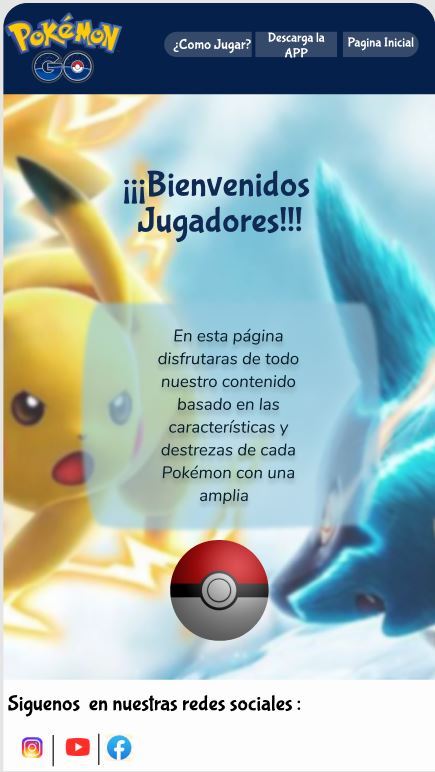 POKéMON
GO
¿Como Jugar?
Descarga la
APP
Pagina Inicial
¡¡¡Bienvenidos
Jugadores!!!
En esta página
disfrutaras de todo
nuestro contenido
basado en las
características y
destrezas de cada
Pokémon con una
amplia
Siguenos en nuestras redes sociales :